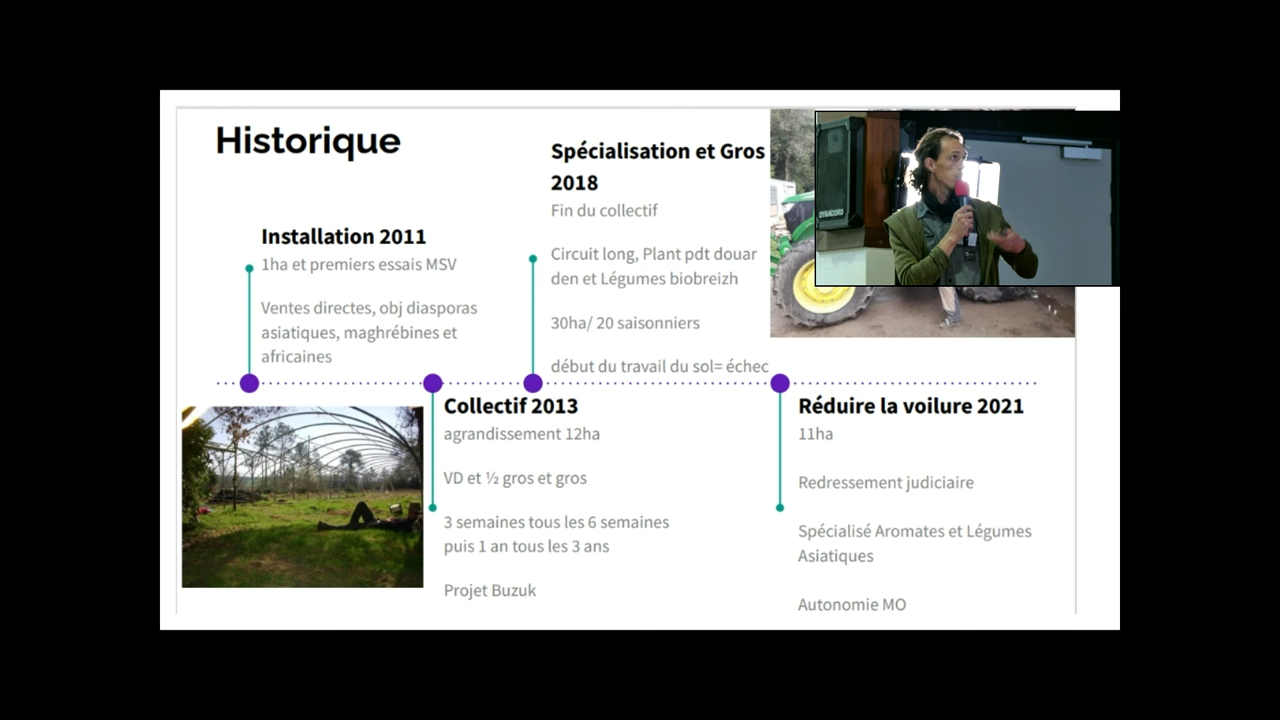 Historique
Installation 2011
1ha et premiers essais MSV
Ventes directes, obj diasporas
asiatiques, maghrébines et
africaines
Collectif 2013
agrandissement 12ha
VD et ½ gros et gros
3 semaines tous les 6 semaines
puis 1 an tous les 3 ans
Projet Buzuk
Spécialisation et Gros
2018
Fin du collectif
Circuit long, Plant pdt douar
den et Légumes biobreizh
30ha/ 20 saisonniers
début du travail du sol= échec
Réduire la voilure 2021
11ha
Redressement judiciaire
Spécialisé Aromates et Légumes
Asiatiques
Autonomie MO
DYNACORD